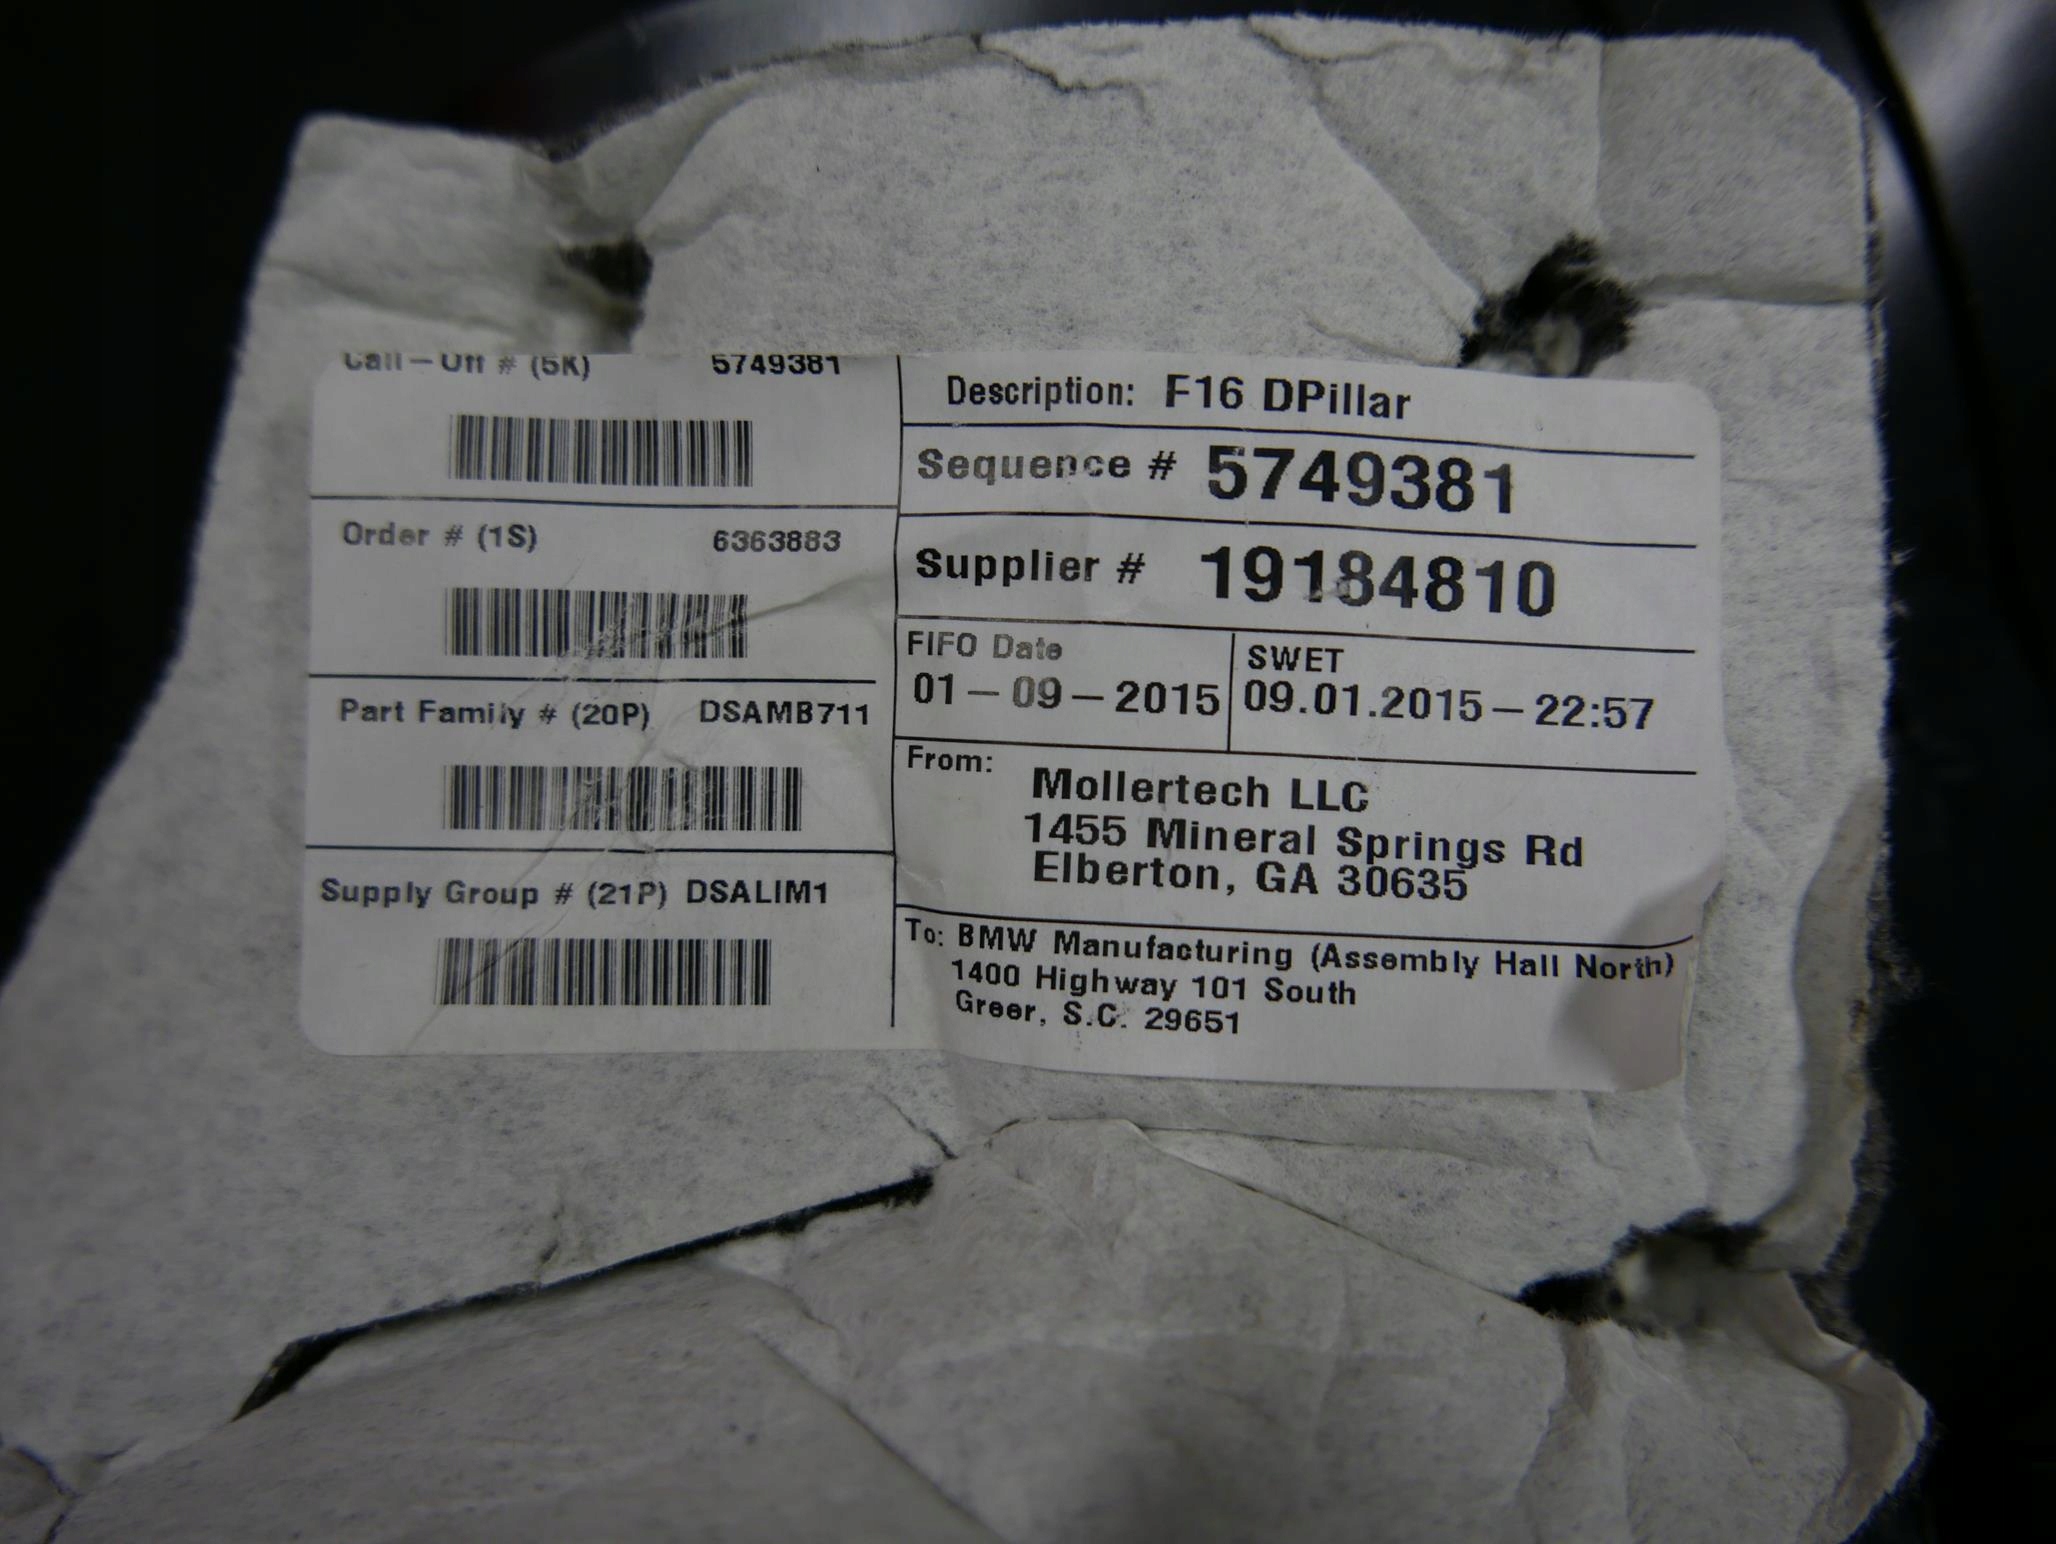 Call-Off # (5K) 5749381
Order # (1S) 6363883
Part Family # (20P) DSAMB711
Supply Group # (21P) DSALIM1
Description: F16 DPillar
Sequence # 5749381
Supplier # 19184810
FIFO Date
01-09-2015
SWET
09.01.2015-22:57
From:
Mollertech LLC
1455 Mineral Springs Rd
Elberton, GA 30635
To: BMW Manufacturing (Assembly Hall North)
1400 Highway 101 South
Greer, S.C. 29651